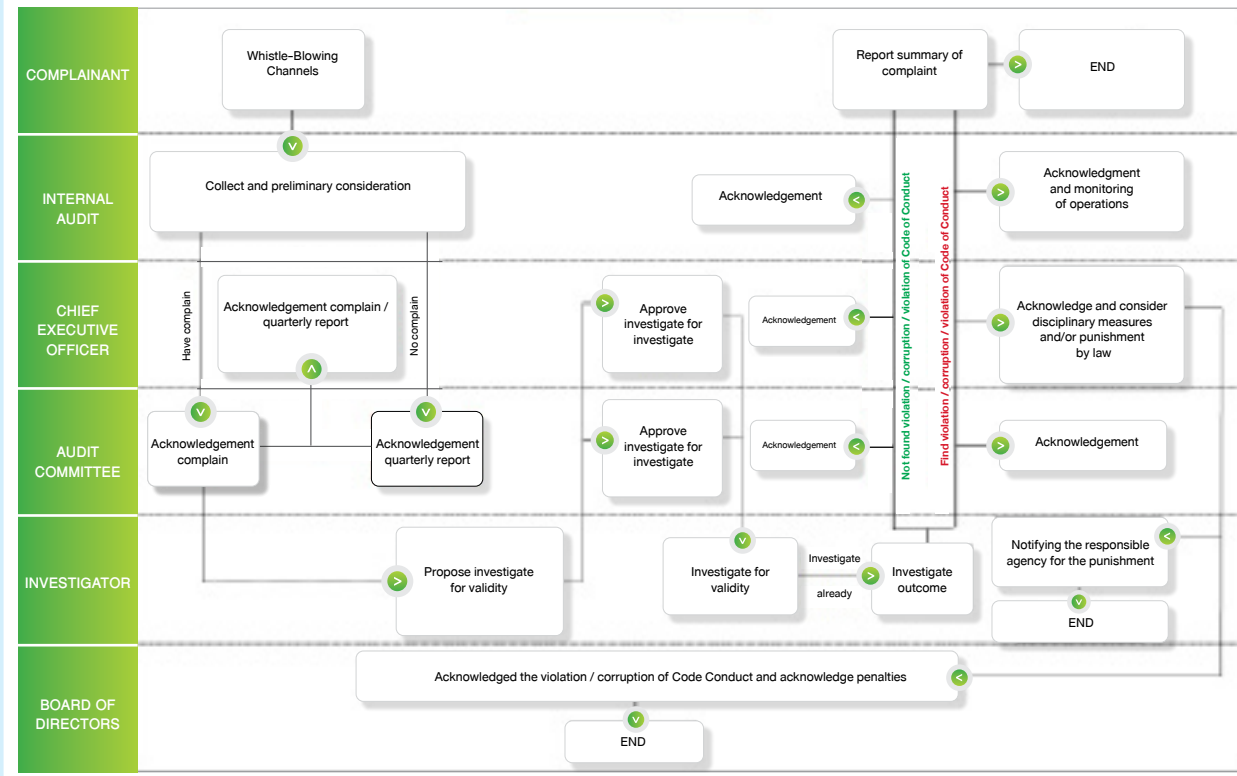 COMPLAINANT
Whistle-Blowing
Channels
Report summary of
complaint
END
INTERNAL
AUDIT
Collect and preliminary consideration
Acknowledgement
Acknowledgment
and monitoring
of operations
Not found violation / corruption / violation of Code of Conduct
Find violation / corruption / violation of Code of Conduct
CHIEF
EXECUTIVE
OFFICER
Have complain
Acknowledgement complain /
quarterly report
No complain
Approve
investigate for
investigate
Acknowledgement
Acknowledge and consider
disciplinary measures
and/or punishment
by law
AUDIT
COMMITTEE
Acknowledgement
complain
Acknowledgement
quarterly report
Approve
investigate for
investigate
Acknowledgement
Acknowledgement
INVESTIGATOR
Propose investigate
for validity
Investigate for
validity
Investigate
already
Investigate
outcome
Notifying the responsible
agency for the punishment
END
BOARD OF
DIRECTORS
Acknowledged the violation / corruption of Code Conduct and acknowledge penalties
END